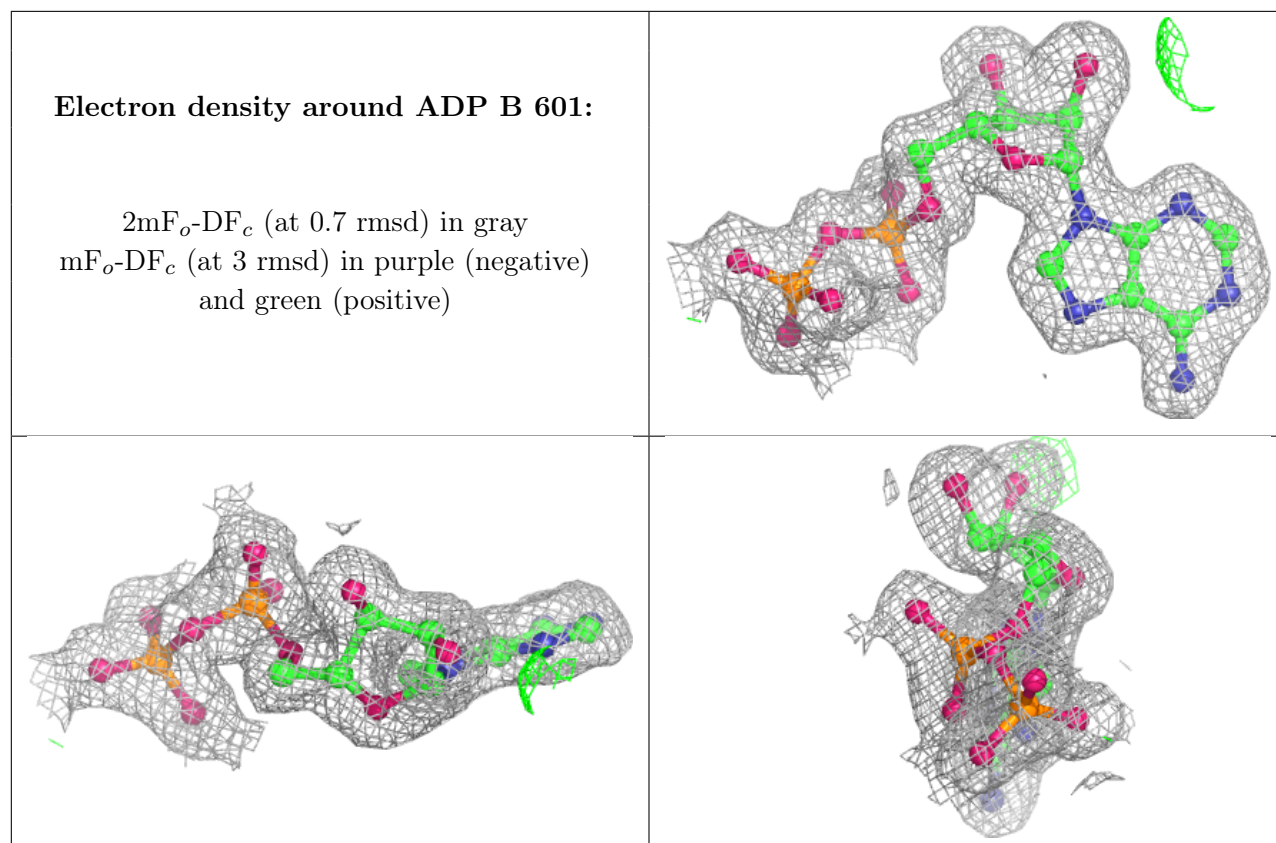 Electron density around ADP B 601:
2mFo-DFc (at 0.7 rmsd) in gray
mFo-DFc (at 3 rmsd) in purple (negative)
and green (positive)